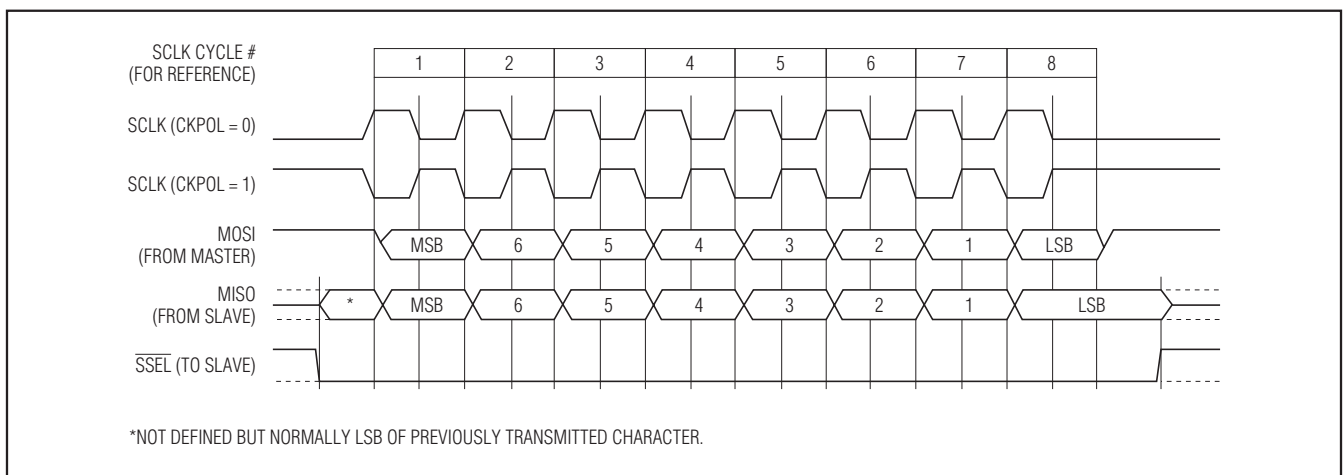 SCLK CYCLE #
(FOR REFERENCE)
1 2 3 4 5 6 7 8
SCLK (CKPOL = 0)
SCLK (CKPOL = 1)
MOSI
(FROM MASTER)
MSB 6 5 4 3 2 1 LSB
MISO
(FROM SLAVE)
* MSB 6 5 4 3 2 1 LSB
SSEL (TO SLAVE)
*NOT DEFINED BUT NORMALLY LSB OF PREVIOUSLY TRANSMITTED CHARACTER.